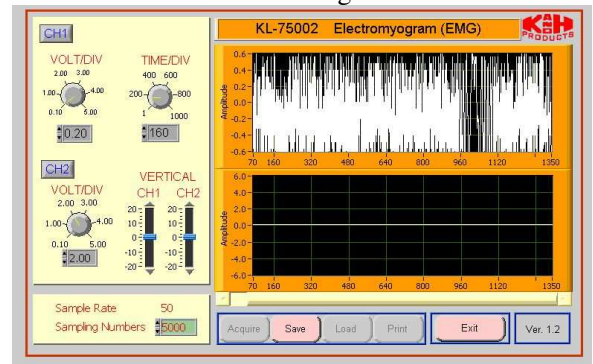 KL-75002 Electromyogram (EMG)
K AND H
PRODUCTS
CH1
VOLT/DIV
2.00 3.00
1.00 4.00
0.10 5.00
0.20
TIME/DIV
400 600
200 800
1 1000
160
CH2
VOLT/DIV
2.00 3.00
1.00 4.00
0.10 5.00
2.00
VERTICAL
CH1 CH2
20 20
10 10
0 0
-10 -10
-20 -20
Amplitude
0.6
0.4
0.2
0.0
-0.2
-0.4
-0.6
70 160 320 480 640 800 960 1120 1350
Amplitude
6.0
4.0
2.0
0.0
-2.0
-4.0
-6.0
70 160 320 480 640 800 960 1120 1350
Sample Rate 50
Sampling Numbers 5000
Acquire Save Load Print Exit Ver. 1.2